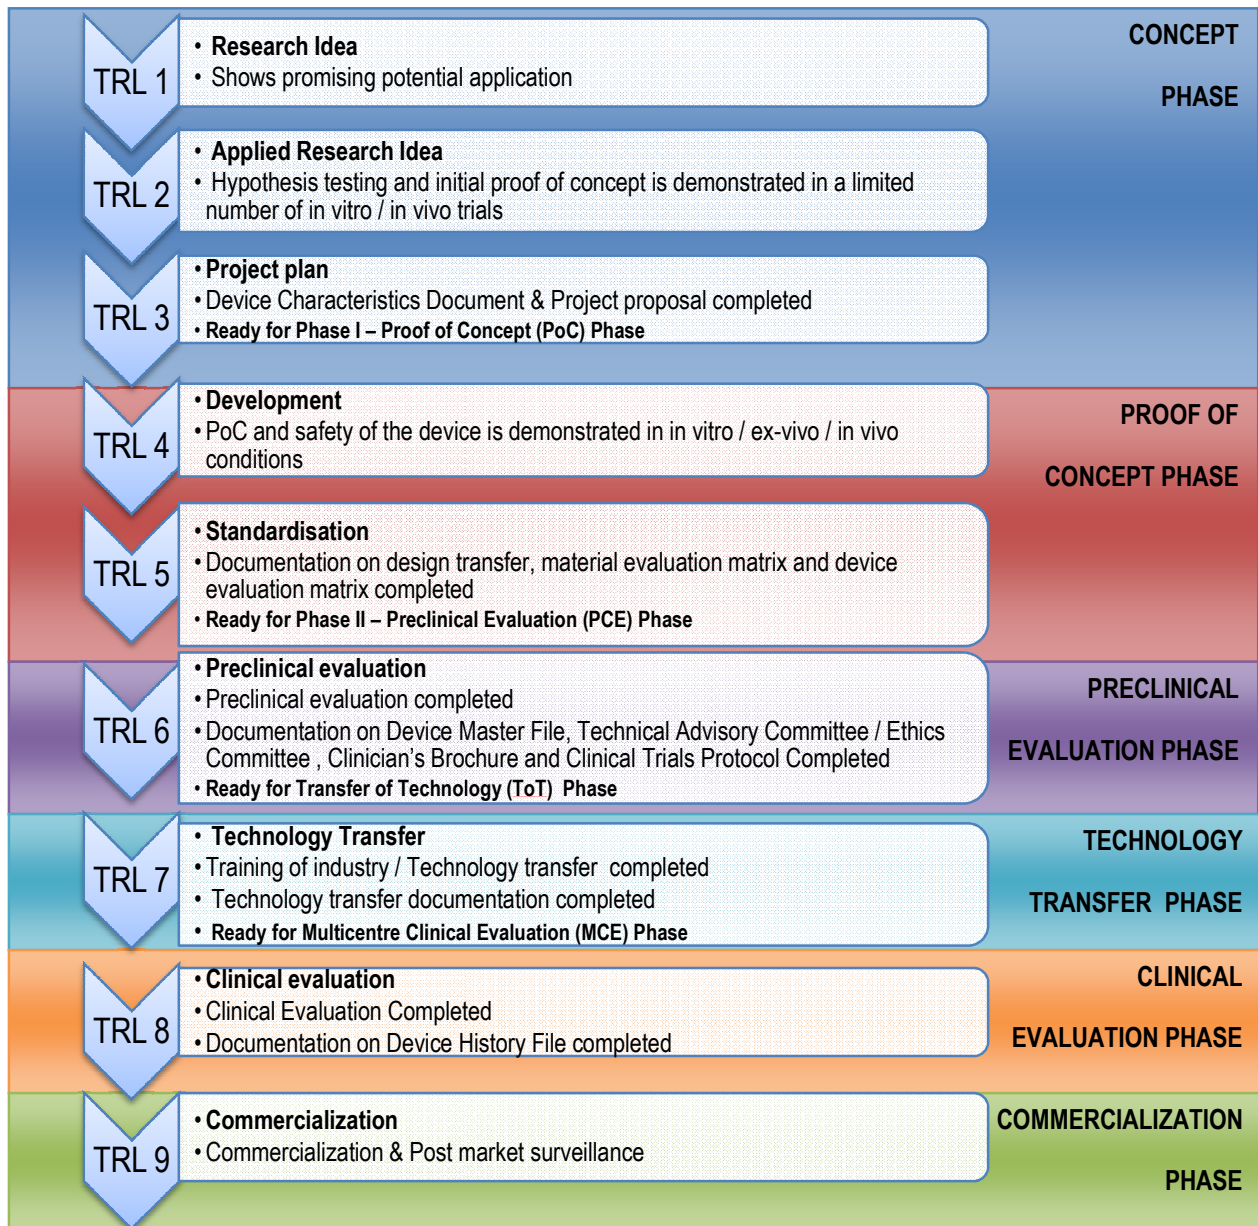 CONCEPT
PHASE
TRL 1
• Research Idea
• Shows promising potential application
TRL 2
• Applied Research Idea
• Hypothesis testing and initial proof of concept is demonstrated in a limited
number of in vitro / in vivo trials
TRL 3
• Project plan
• Device Characteristics Document & Project proposal completed
• Ready for Phase I – Proof of Concept (PoC) Phase
PROOF OF
CONCEPT PHASE
TRL 4
• Development
• PoC and safety of the device is demonstrated in in vitro / ex-vivo / in vivo
conditions
TRL 5
• Standardisation
• Documentation on design transfer, material evaluation matrix and device
evaluation matrix completed
• Ready for Phase II – Preclinical Evaluation (PCE) Phase
PRECLINICAL
EVALUATION PHASE
TRL 6
• Preclinical evaluation
• Preclinical evaluation completed
• Documentation on Device Master File, Technical Advisory Committee / Ethics
Committee , Clinician’s Brochure and Clinical Trials Protocol Completed
• Ready for Transfer of Technology (ToT) Phase
TECHNOLOGY
TRANSFER PHASE
TRL 7
• Technology Transfer
• Training of industry / Technology transfer completed
• Technology transfer documentation completed
• Ready for Multicentre Clinical Evaluation (MCE) Phase
CLINICAL
EVALUATION PHASE
TRL 8
• Clinical evaluation
• Clinical Evaluation Completed
• Documentation on Device History File completed
COMMERCIALIZATION
PHASE
TRL 9
• Commercialization
• Commercialization & Post market surveillance